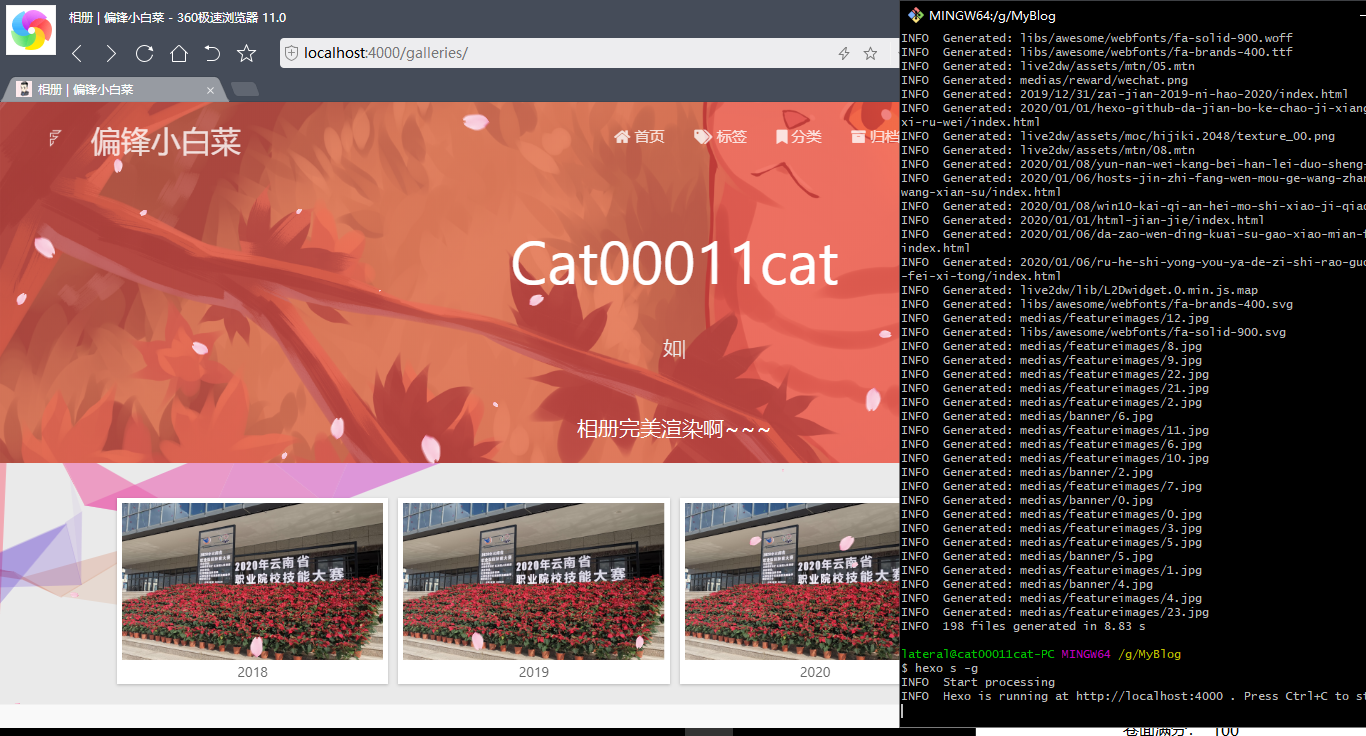 相册 | 偏锋小白菜 - 360极速浏览器 11.0
localhost:4000/galleries/
相册 | 偏锋小白菜
偏锋小白菜
首页 标签 分类 归档
Cat00011cat
如|
相册完美渲染啊~~~
2020年云南省
职业院校技能大赛
2018
2020年云南省
职业院校技能大赛
2019
2020年云南省
职业院校技能大
2020
MINGW64:/g/MyBlog
INFO Generated: libs/awesome/webfonts/fa-solid-900.woff
INFO Generated: libs/awesome/webfonts/fa-brands-400.ttf
INFO Generated: live2dw/assets/mtn/05.mtn
INFO Generated: medias/reward/wechat.png
INFO Generated: 2019/12/31/zai-jian-2019-ni-hao-2020/index.html
INFO Generated: 2020/01/01/hexo-github-da-jian-bo-ke-chao-ji-xiang
xi-ru-wei/index.html
INFO Generated: live2dw/assets/moc/hijiki.2048/texture_00.png
INFO Generated: live2dw/assets/mtn/08.mtn
INFO Generated: 2020/01/08/yun-nan-wei-kang-bei-han-lei-duo-sheng-
INFO Generated: 2020/01/06/hosts-jin-zhi-fang-wen-mou-ge-wang-zhan
wang-xian-su/index.html
INFO Generated: 2020/01/08/win10-kai-qi-an-hei-mo-shi-xiao-ji-qiao
INFO Generated: 2020/01/01/html-jian-jie/index.html
INFO Generated: 2020/01/06/da-zao-wen-ding-kuai-su-gao-xiao-mian-f
index.html
INFO Generated: 2020/01/06/ru-he-shi-yong-you-ya-de-zi-shi-rao-guo
-fei-xi-tong/index.html
INFO Generated: live2dw/lib/L2Dwidget.0.min.js.map
INFO Generated: libs/awesome/webfonts/fa-brands-400.svg
INFO Generated: medias/featureimages/12.jpg
INFO Generated: libs/awesome/webfonts/fa-solid-900.svg
INFO Generated: medias/featureimages/8.jpg
INFO Generated: medias/featureimages/9.jpg
INFO Generated: medias/featureimages/22.jpg
INFO Generated: medias/featureimages/21.jpg
INFO Generated: medias/featureimages/2.jpg
INFO Generated: medias/banner/6.jpg
INFO Generated: medias/featureimages/11.jpg
INFO Generated: medias/featureimages/6.jpg
INFO Generated: medias/featureimages/10.jpg
INFO Generated: medias/banner/2.jpg
INFO Generated: medias/featureimages/7.jpg
INFO Generated: medias/banner/0.jpg
INFO Generated: medias/featureimages/0.jpg
INFO Generated: medias/featureimages/3.jpg
INFO Generated: medias/featureimages/5.jpg
INFO Generated: medias/banner/5.jpg
INFO Generated: medias/featureimages/1.jpg
INFO Generated: medias/banner/4.jpg
INFO Generated: medias/featureimages/4.jpg
INFO Generated: medias/featureimages/23.jpg
INFO 198 files generated in 8.83 s
lateral@cat00011cat-PC MINGW64 /g/MyBlog
$ hexo s -g
INFO Start processing
INFO Hexo is running at http://localhost:4000 . Press Ctrl+C to st
卷面满分: 100